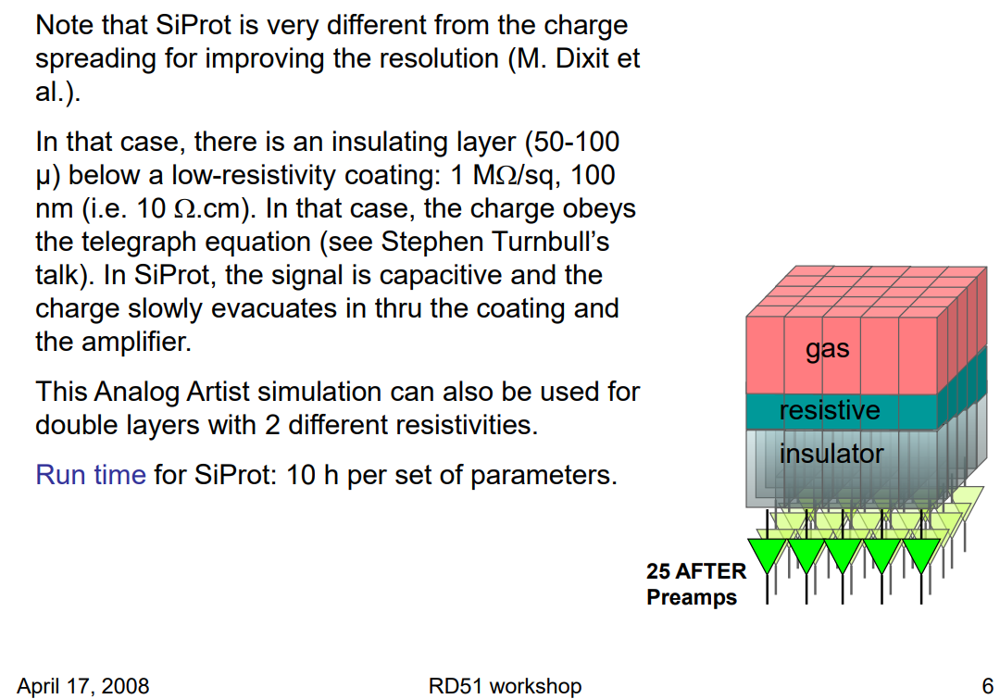 Note that SiProt is very different from the charge
spreading for improving the resolution (M. Dixit et
al.).
In that case, there is an insulating layer (50-100
μ) below a low-resistivity coating: 1 MΩ/sq, 100
nm (i.e. 10 Ω.cm). In that case, the charge obeys
the telegraph equation (see Stephen Turnbull’s
talk). In SiProt, the signal is capacitive and the
charge slowly evacuates in thru the coating and
the amplifier.
This Analog Artist simulation can also be used for
double layers with 2 different resistivities.
Run time for SiProt: 10 h per set of parameters.
gas
resistive
insulator
25 AFTER
Preamps
April 17, 2008
RD51 workshop
6